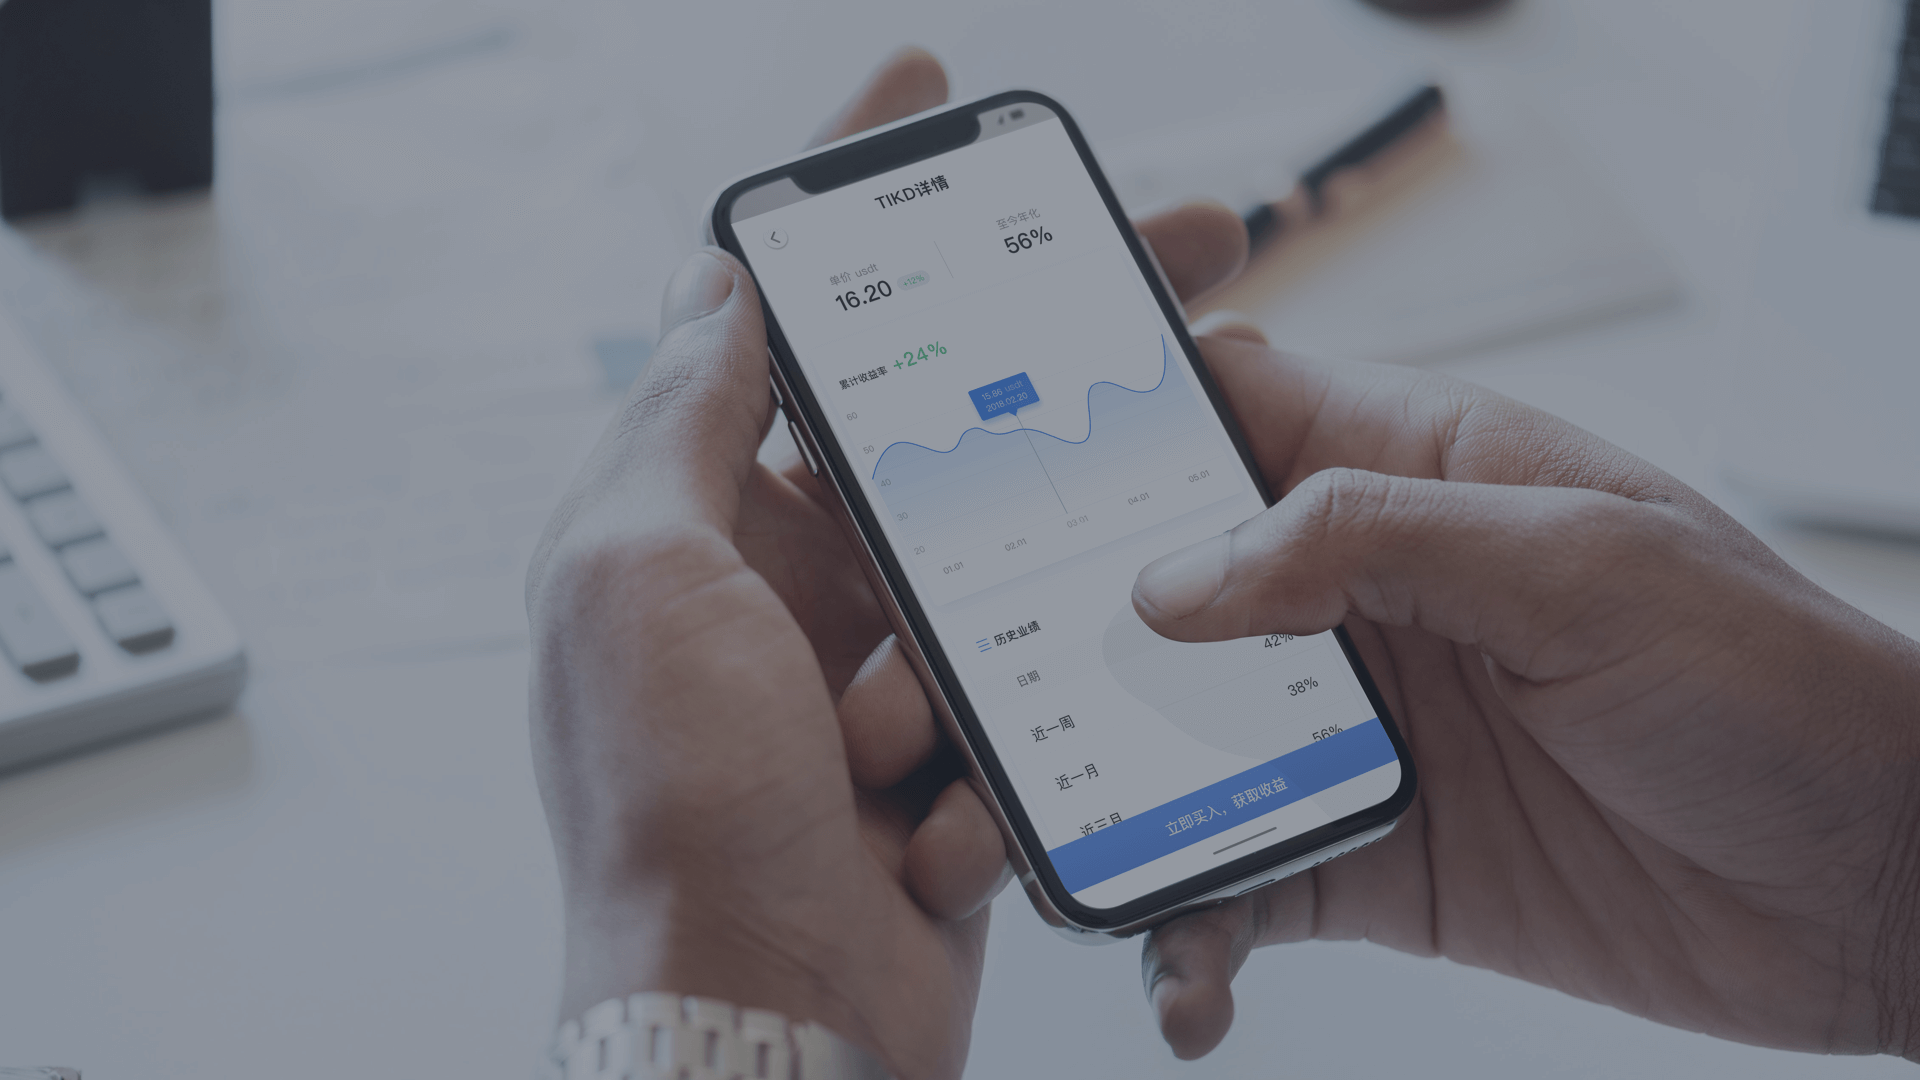 TIKD详情
单价 usdt
至今年化
16.20 +12%
56%
累计收益率 +24%
15.86 usdt
2018.02.20
60
50
40
30
20
01.01
02.01
03.01
04.01
05.01
历史业绩
日期
42%
近一周
38%
近一月
56%
近三月
立即买入，获取收益